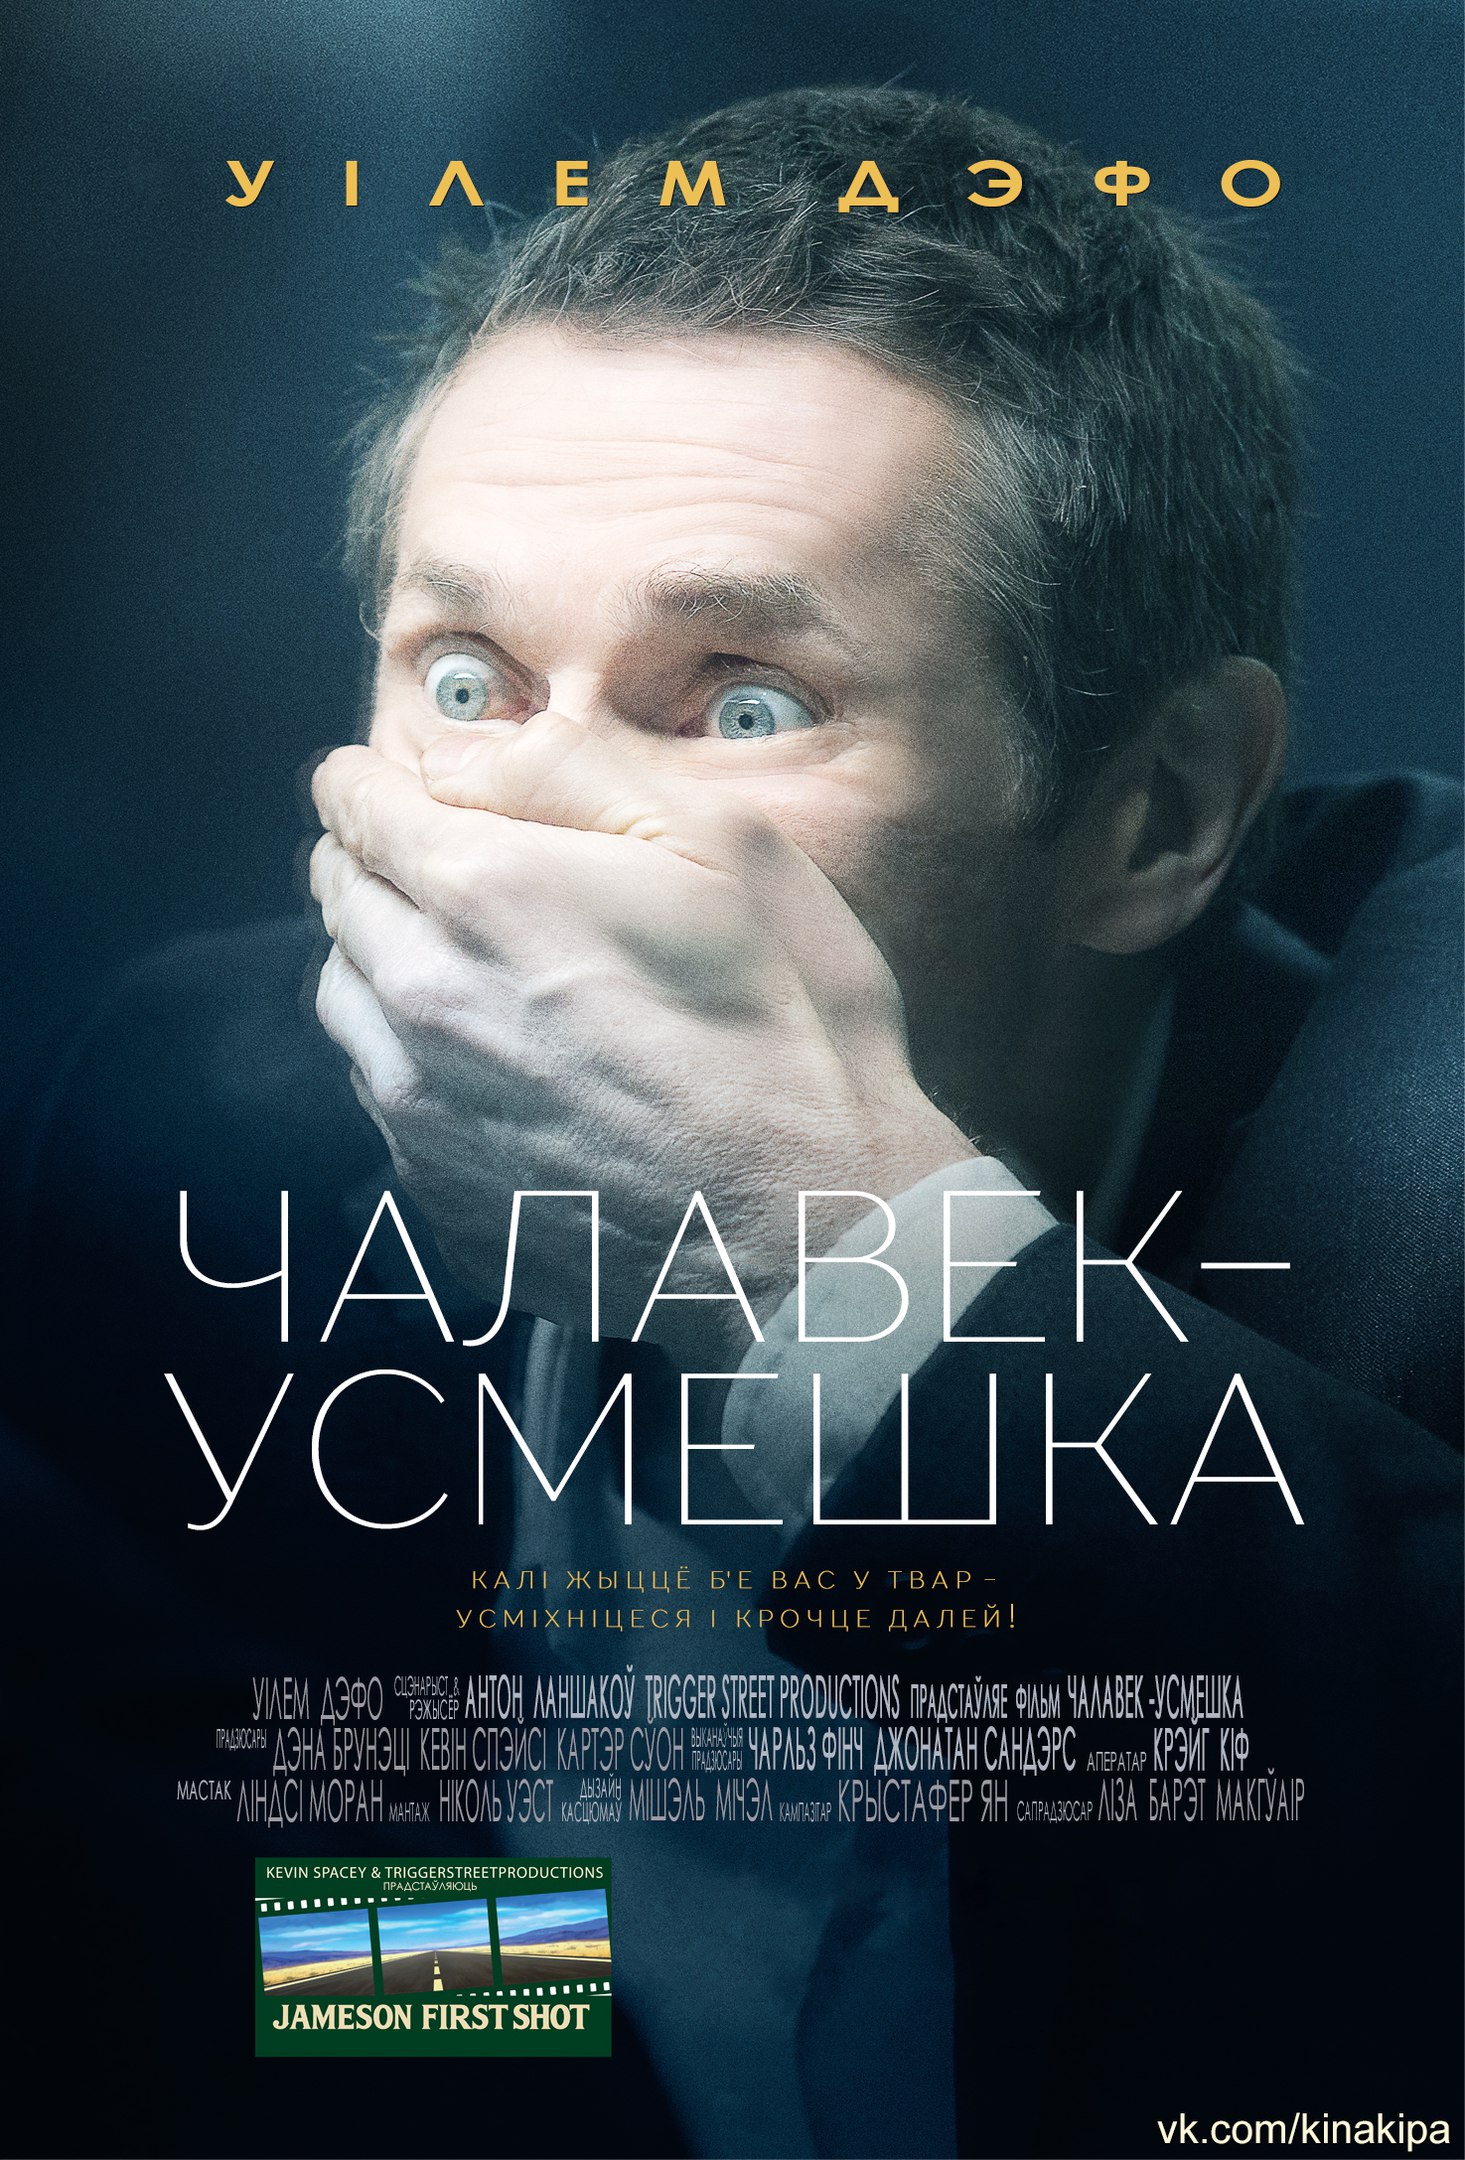 УІЛЕМ ДЭФО
ЧАЛАВЕК-
УСМЕШКА
КАЛІ ЖЫЦЦЁ Б'Е ВАС У ТВАР –
УСМІХНІЦЕСЯ І КРОЧЦЕ ДАЛЕЙ!
УІЛЕМ ДЭФО СЦЭНАРЫСТ & РЭЖЫСЁР АНТОН ЛАНШАКОЎ TRIGGER STREET PRODUCTIONS ПРАДСТАЎЛЯЕ ФІЛЬМ ЧАЛАВЕК -УСМЕШКА
ПРАДЗЮСАРЫ ДЭНА БРУНЭЦІ КЕВІН СПЭЙСІ КАРТЭР СУОН ВЫКАНАЎЧЫЯ ПРАДЗЮСАРЫ ЧАРЛЬЗ ФІНЧ ДЖОНАТАН САНДЭРС АПЕРАТАР КРЭЙГ КІФ
МАСТАК ЛІНДСІ МОРАН МАНТАЖ НІКОЛЬ УЭСТ ДЫЗАЙН КАСЦЮМАЎ МІШЭЛЬ МІЧЭЛ КАМПАЗІТАР КРЫСТАФЕР ЯН САПРАДЗЮСАР ЛІЗА БАРЭТ МАКГЎАІР
KEVIN SPACEY & TRIGGERSTREETPRODUCTIONS
ПРАДСТАЎЛЯЮЦЬ
JAMESON FIRST SHOT
vk.com/kinakipa